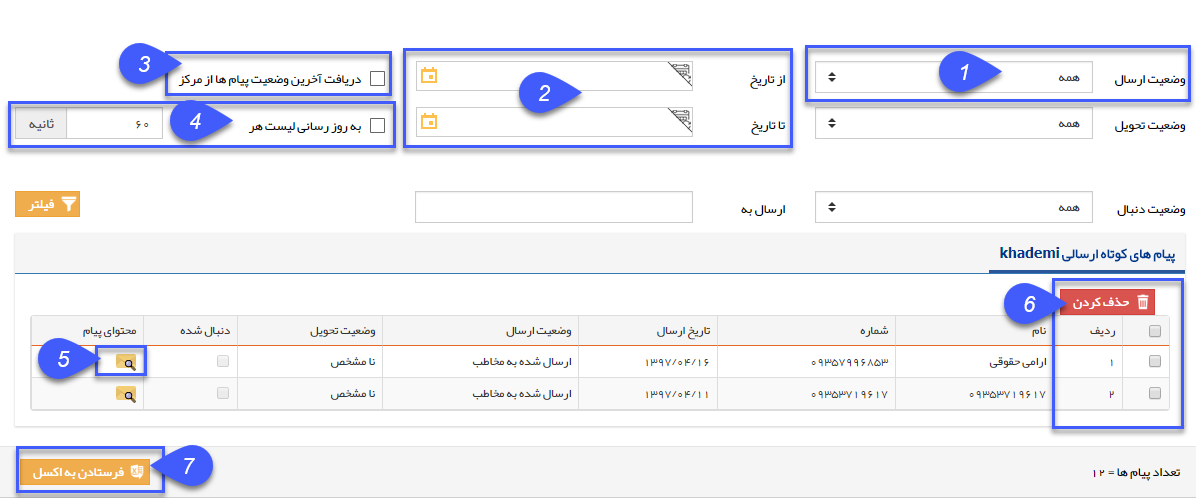 وضعیت ارسال همه 1 از تاریخ 2 دریافت آخرین وضعیت پیام ها از مرکز 3
وضعیت تحویل همه تا تاریخ به روز رسانی لیست هر 4 ۶۰ ثانیه
وضعیت دنبال همه ارسال به فیلتر
پیام های کوتاه ارسالی khademi
حذف کردن 6
ردیف نام شماره تاریخ ارسال وضعیت ارسال وضعیت تحویل دنبال شده محتوای پیام
۱ ارامی حقوقی ۰۹۳۵۷۹۹۶۸۵۳ ۱۳۹۷/۰۴/۱۶ ارسال شده به مخاطب نا مشخص 5
۲ ۰۹۳۵۳۷۱۹۶۱۷ ۰۹۳۵۳۷۱۹۶۱۷ ۱۳۹۷/۰۴/۱۱ ارسال شده به مخاطب نا مشخص
تعداد پیام ها = ۱۲ 7 فرستادن به اکسل